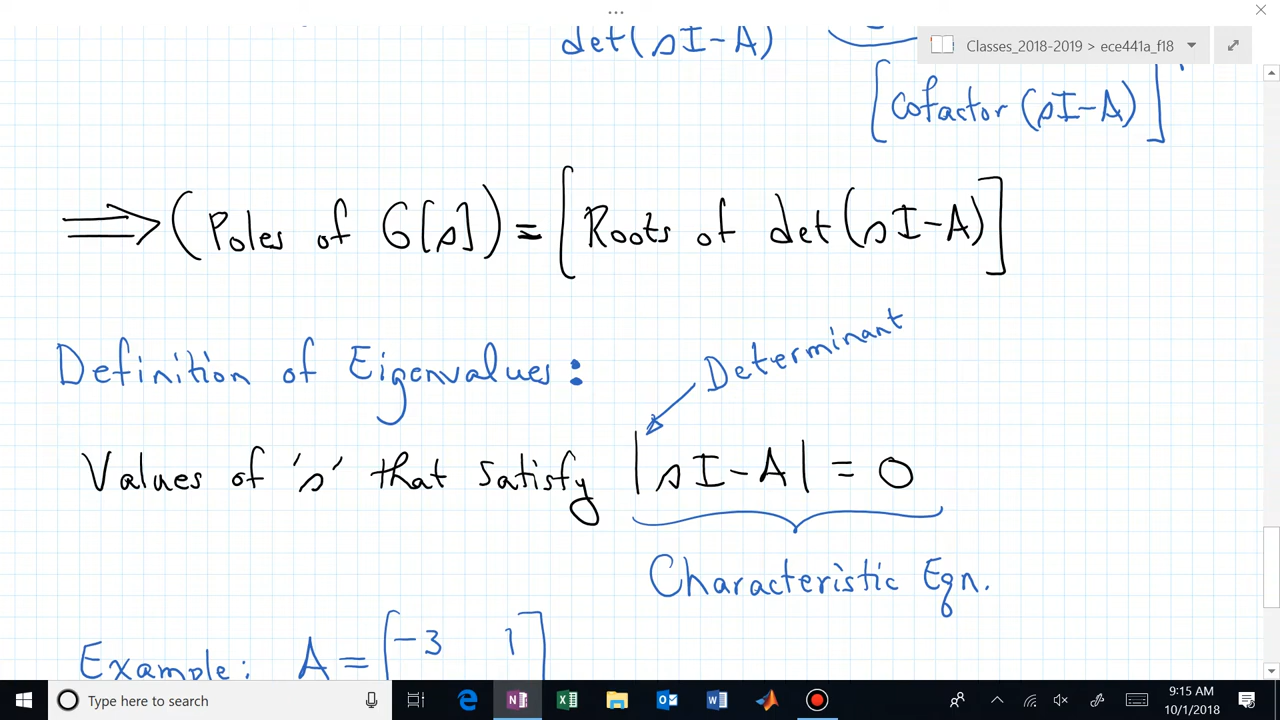 ...
Classes_2018-2019 > ece441a_f18
det(sI-A)
[Cofactor (sI-A)]
⟹ (Poles of G[s]) = [Roots of det(sI-A)]
Definition of Eigenvalues:
Determinant
Values of 's' that satisfy |sI-A| = 0
Characteristic Eqn.
Example: A = [-3 1]
Type here to search
9:15 AM
10/1/2018